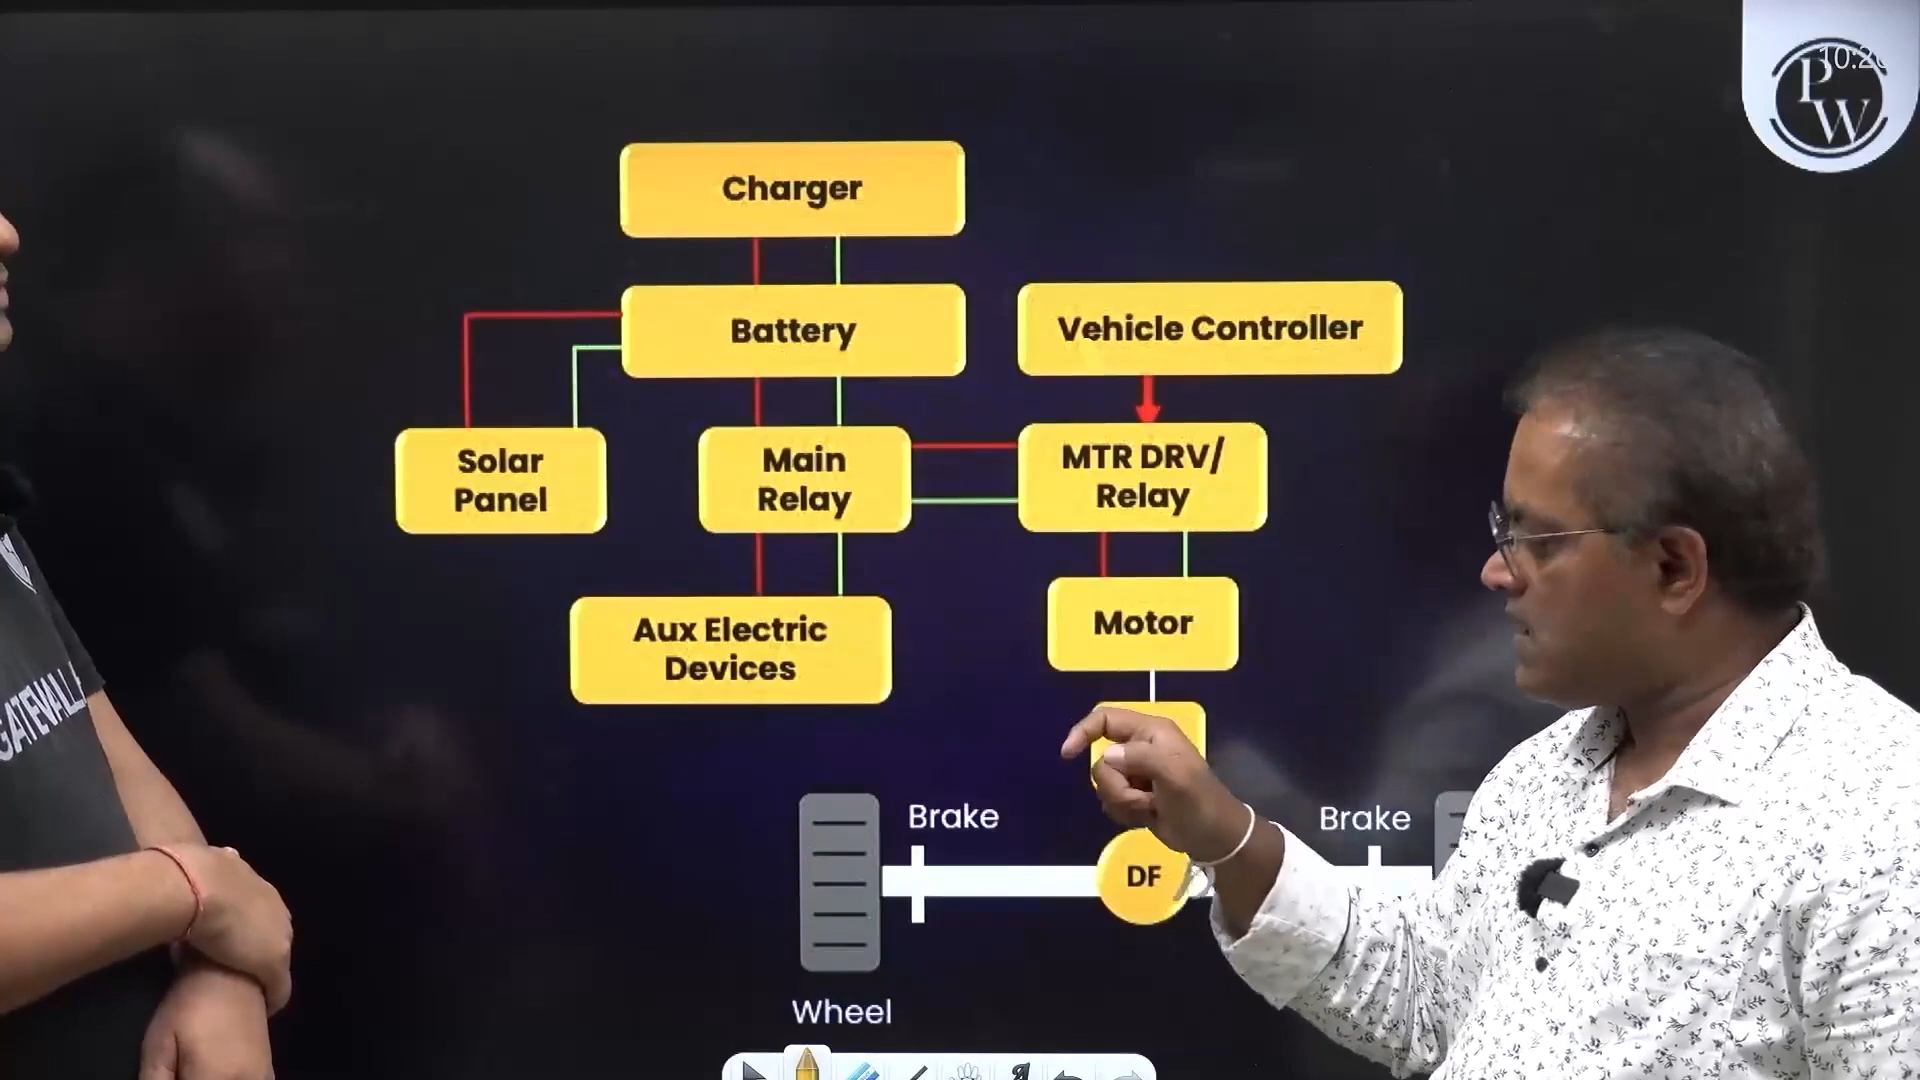 PW
Charger
Battery
Vehicle Controller
Solar
Panel
Main
Relay
MTR DRV/
Relay
Aux Electric
Devices
Motor
Brake
Brake
DF
Wheel